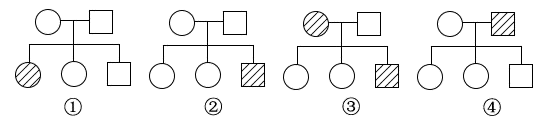 ① ② ③ ④